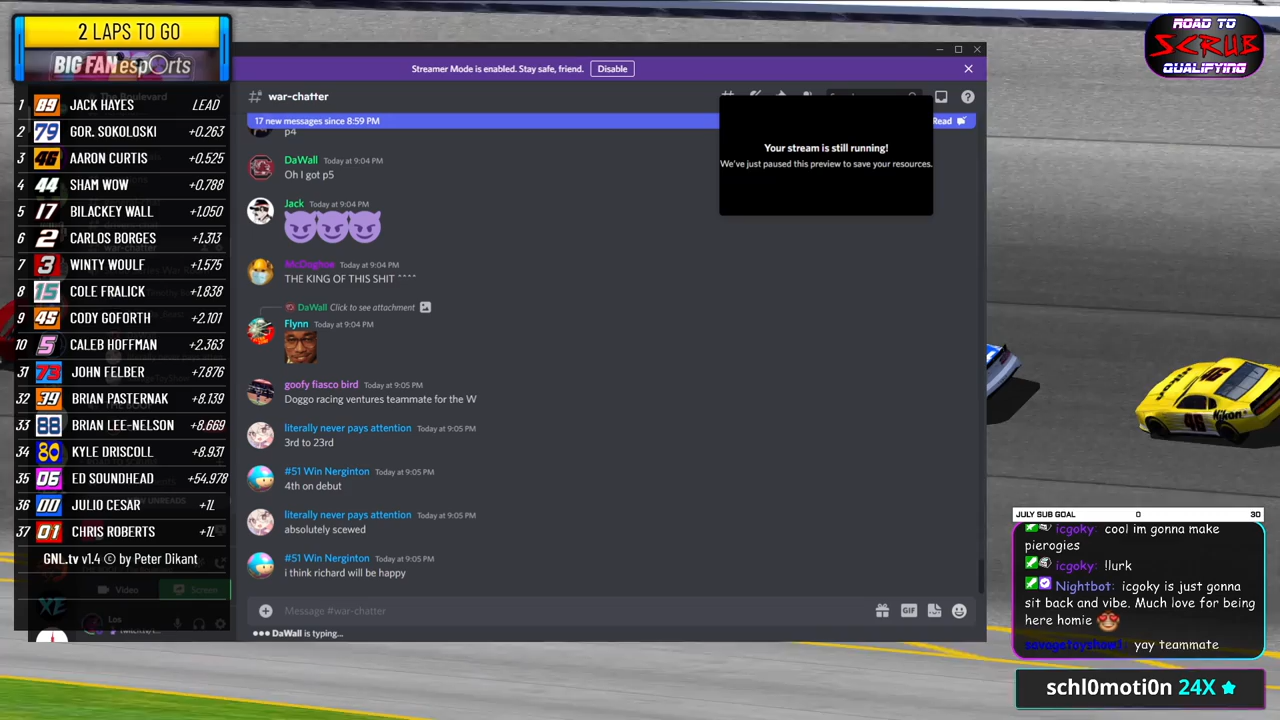 2 LAPS TO GO
BIG FAN esports
1 89 JACK HAYES LEAD
2 79 GOR. SOKOLOSKI +0.263
3 46 AARON CURTIS +0.525
4 44 SHAM WOW +0.788
5 17 BILACKEY WALL +1.050
6 2 CARLOS BORGES +1.313
7 3 WINTY WOULF +1.575
8 15 COLE FRALICK +1.838
9 45 CODY GOFORTH +2.101
10 5 CALEB HOFFMAN +2.363
31 73 JOHN FELBER +7.876
32 39 BRIAN PASTERNAK +8.139
33 88 BRIAN LEE-NELSON +8.669
34 80 KYLE DRISCOLL +8.931
35 06 ED SOUNDHEAD +54.978
36 00 JULIO CESAR +1L
37 01 CHRIS ROBERTS +1L
GNL.tv v1.4 © by Peter Dikant
Video
Screen
Los
Streamer Mode is enabled. Stay safe, friend. Disable
war-chatter
17 new messages since 8:59 PM
Read
Your stream is still running!
We've just paused this preview to save your resources.
p4
DaWall Today at 9:04 PM
Oh I got p5
Jack Today at 9:04 PM
McDoghoe Today at 9:04 PM
THE KING OF THIS SHIT ^^^^
DaWall Click to see attachment
Flynn Today at 9:04 PM
goofy fiasco bird Today at 9:05 PM
Doggo racing ventures teammate for the W
literally never pays attention Today at 9:05 PM
3rd to 23rd
#51 Win Nerginton Today at 9:05 PM
4th on debut
literally never pays attention Today at 9:05 PM
absolutely scewed
#51 Win Nerginton Today at 9:05 PM
i think richard will be happy
Message #war-chatter
GIF
DaWall is typing...
ROAD TO
SCRUB
QUALIFYING
46
46
Nikon
JULY SUB GOAL 0 30
icgoky: cool im gonna make
pierogies
icgoky: !lurk
Nightbot: icgoky is just gonna
sit back and vibe. Much love for being
here homie
savagetoyshow1: yay teammate
schl0moti0n 24X